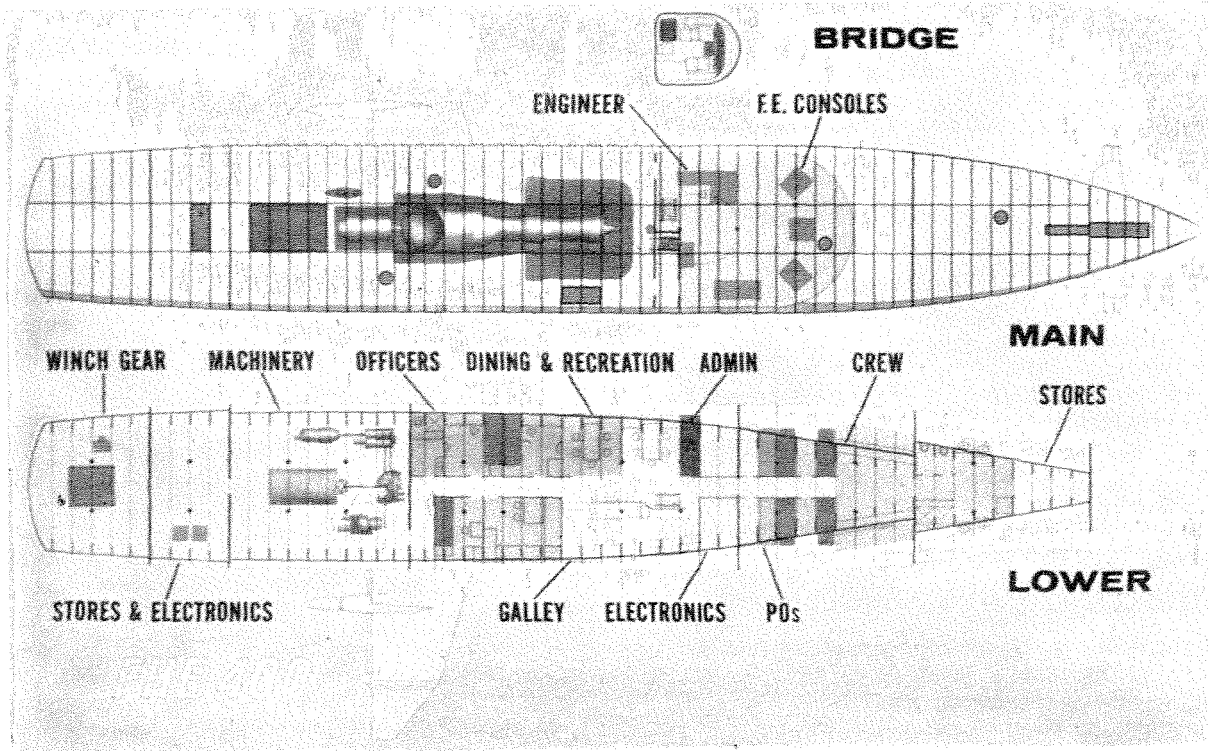 BRIDGE
ENGINEER
F.E. CONSOLES
MAIN
WINCH GEAR
MACHINERY
OFFICERS
DINING & RECREATION
ADMIN
CREW
STORES
LOWER
STORES & ELECTRONICS
GALLEY
ELECTRONICS
POs